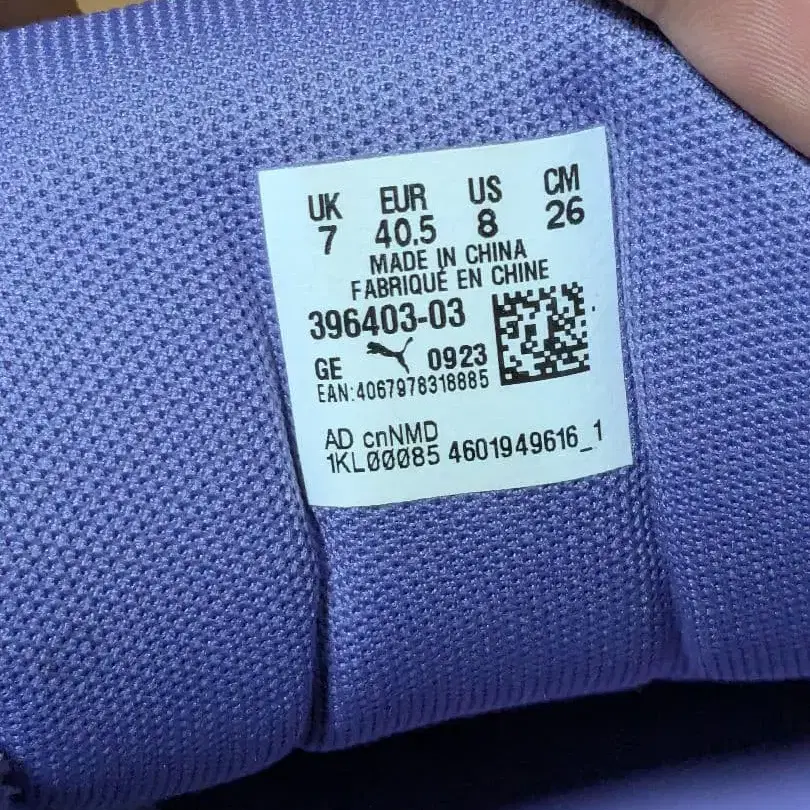 UK EUR US CM
7 40.5 8 26
MADE IN CHINA
FABRIQUÉ EN CHINE
396403-03
GE 0923
EAN:4067978318885
AD cnNMD
1KL00085 4601949616_1